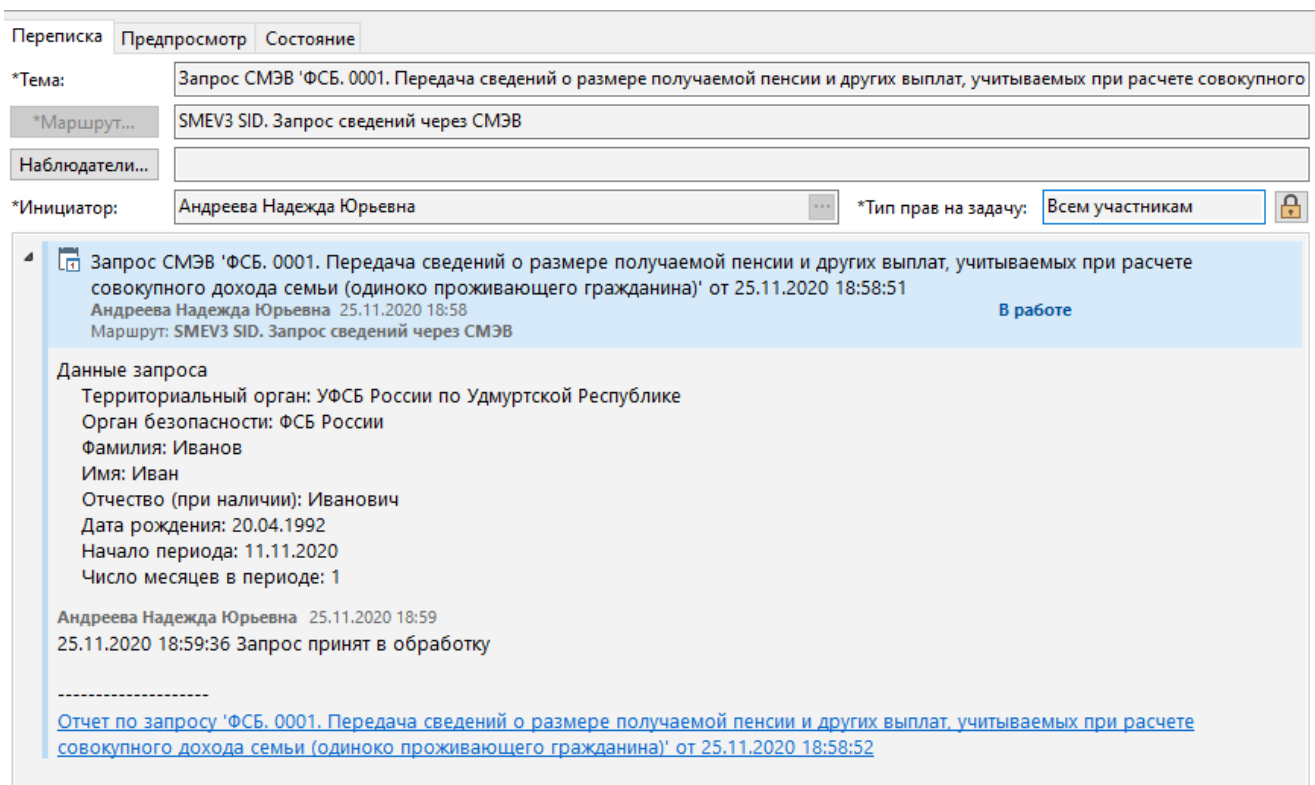 Переписка Предпросмотр Состояние
*Тема: Запрос СМЭВ 'ФСБ. 0001. Передача сведений о размере получаемой пенсии и других выплат, учитываемых при расчете совокупного
*Маршрут... SMEV3 SID. Запрос сведений через СМЭВ
Наблюдатели...
*Инициатор: Андреева Надежда Юрьевна ... *Тип прав на задачу: Всем участникам
Запрос СМЭВ 'ФСБ. 0001. Передача сведений о размере получаемой пенсии и других выплат, учитываемых при расчете
совокупного дохода семьи (одиноко проживающего гражданина)' от 25.11.2020 18:58:51
Андреева Надежда Юрьевна 25.11.2020 18:58 В работе
Маршрут: SMEV3 SID. Запрос сведений через СМЭВ
Данные запроса
Территориальный орган: УФСБ России по Удмуртской Республике
Орган безопасности: ФСБ России
Фамилия: Иванов
Имя: Иван
Отчество (при наличии): Иванович
Дата рождения: 20.04.1992
Начало периода: 11.11.2020
Число месяцев в периоде: 1
Андреева Надежда Юрьевна 25.11.2020 18:59
25.11.2020 18:59:36 Запрос принят в обработку
--------------------
Отчет по запросу 'ФСБ. 0001. Передача сведений о размере получаемой пенсии и других выплат, учитываемых при расчете
совокупного дохода семьи (одиноко проживающего гражданина)' от 25.11.2020 18:58:52